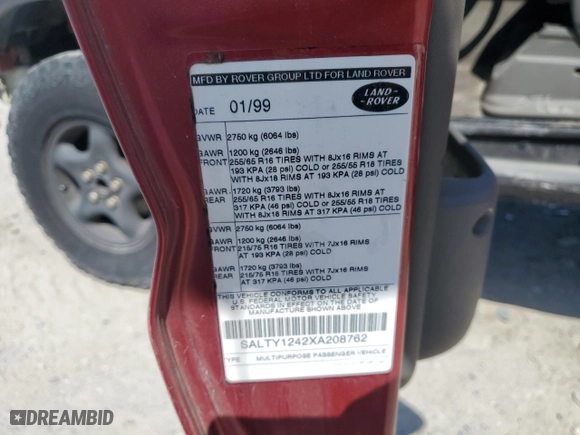 MFD BY ROVER GROUP LTD FOR LAND ROVER
DATE 01/99
LAND-ROVER
GVWR 2750 kg (6064 lbs)
GAWR FRONT 1200 kg (2646 lbs)
255/65 R16 TIRES WITH 8Jx16 RIMS AT
193 KPA (28 psi) COLD or 255/55 R18 TIRES
WITH 8Jx18 RIMS AT 193 KPA (28 psi) COLD
GAWR REAR 1720 kg (3793 lbs)
255/65 R16 TIRES WITH 8Jx16 RIMS AT
317 KPA (46 psi) COLD or 255/55 R18 TIRES
WITH 8Jx18 RIMS AT 317 KPA (46 psi) COLD
GVWR 2750 kg (6064 lbs)
GAWR FRONT 1200 kg (2646 lbs)
215/75 R16 TIRES WITH 7Jx16 RIMS
AT 193 KPA (28 psi) COLD
GAWR REAR 1720 kg (3793 lbs)
215/75 R16 TIRES WITH 7Jx16 RIMS
AT 317 KPA (46 psi) COLD
THIS VEHICLE CONFORMS TO ALL APPLICABLE
U.S. FEDERAL MOTOR VEHICLE SAFETY
STANDARDS IN EFFECT ON THE DATE OF
MANUFACTURE SHOWN ABOVE
SALTY1242XA208762
TYPE MULTIPURPOSE PASSENGER VEHICLE
DREAMBID